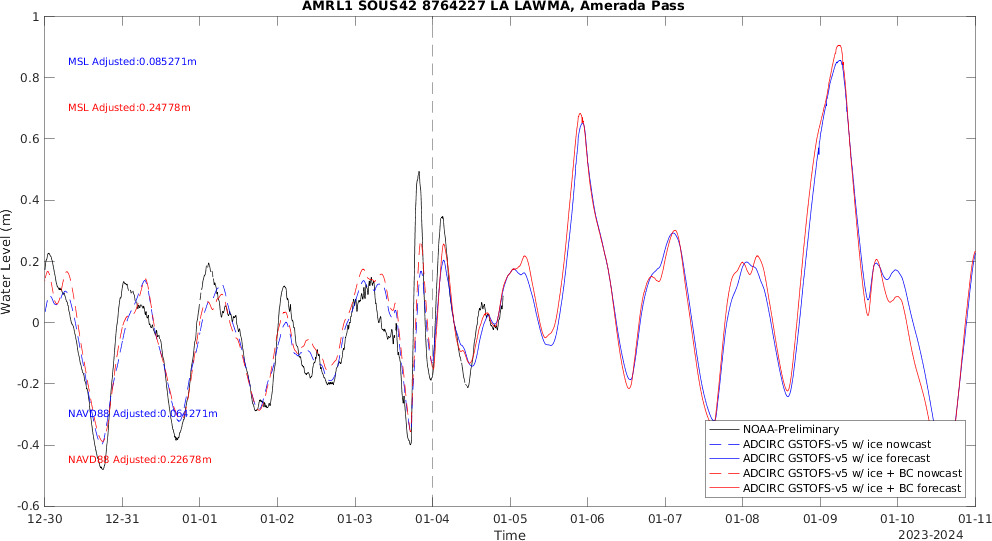 AMRL1 SOUS42 8764227 LA LAWMA, Amerada Pass
1
0.8
0.6
0.4
0.2
0
-0.2
-0.4
-0.6
Water Level (m)
MSL Adjusted:0.085271m
MSL Adjusted:0.24778m
NAVD88 Adjusted:0.064271m
NAVD88 Adjusted:0.22678m
NOAA-Preliminary
ADCIRC GSTOFS-v5 w/ ice nowcast
ADCIRC GSTOFS-v5 w/ ice forecast
ADCIRC GSTOFS-v5 w/ ice + BC nowcast
ADCIRC GSTOFS-v5 w/ ice + BC forecast
12-30 12-31 01-01 01-02 01-03 01-04 01-05 01-06 01-07 01-08 01-09 01-10 01-11
Time
2023-2024